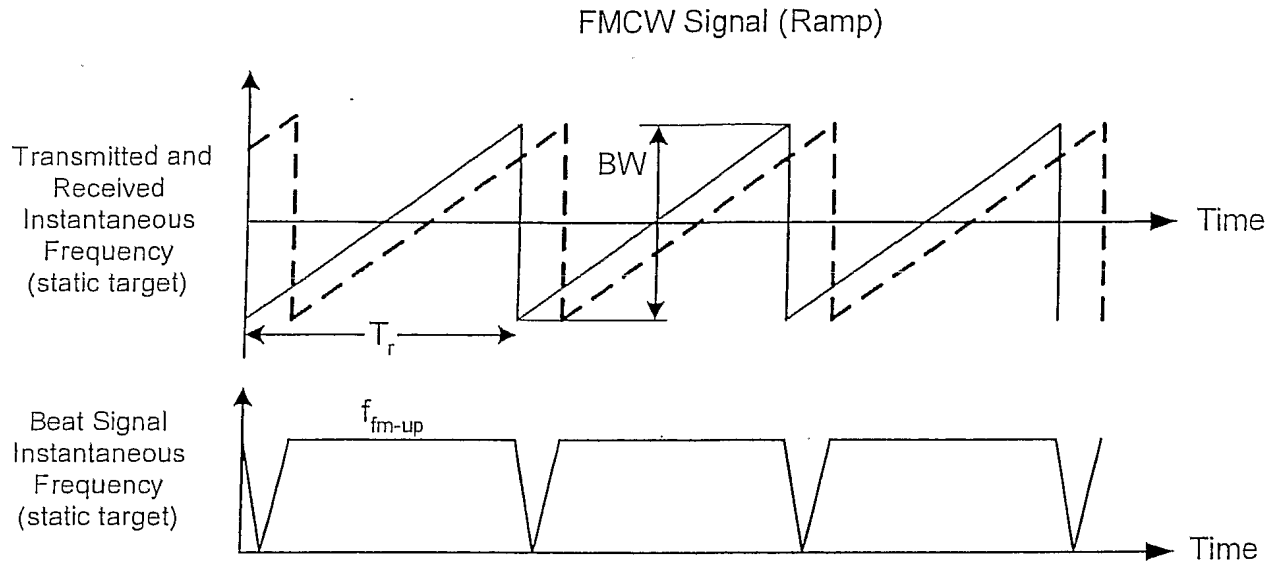 FMCW Signal (Ramp)
Transmitted and
Received
Instantaneous
Frequency
(static target)
BW
Time
T_r
Beat Signal
Instantaneous
Frequency
(static target)
f_fm-up
Time